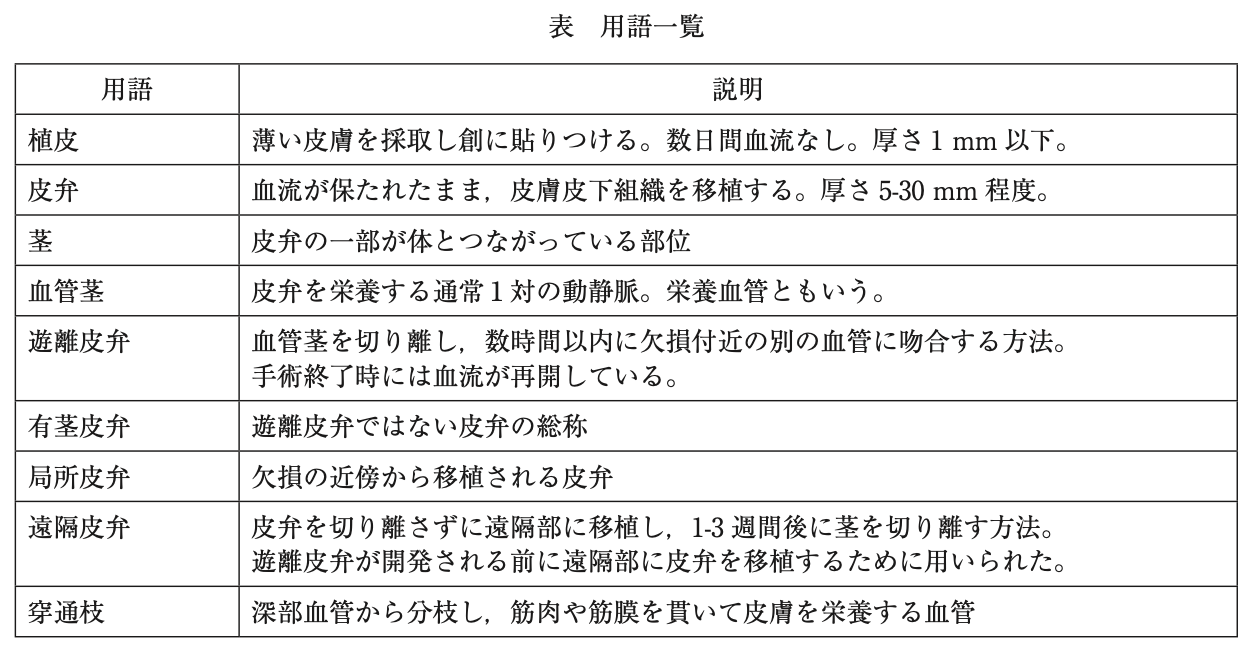 表　用語一覧
用語　説明
植皮　薄い皮膚を採取し創に貼りつける。数日間血流なし。厚さ 1 mm 以下。
皮弁　血流が保たれたまま，皮膚皮下組織を移植する。厚さ 5-30 mm 程度。
茎　皮弁の一部が体とつながっている部位
血管茎　皮弁を栄養する通常 1 対の動静脈。栄養血管ともいう。
遊離皮弁　血管茎を切り離し，数時間以内に欠損付近の別の血管に吻合する方法。
手術終了時には血流が再開している。
有茎皮弁　遊離皮弁ではない皮弁の総称
局所皮弁　欠損の近傍から移植される皮弁
遠隔皮弁　皮弁を切り離さずに遠隔部に移植し，1-3 週間後に茎を切り離す方法。
遊離皮弁が開発される前に遠隔部に皮弁を移植するために用いられた。
穿通枝　深部血管から分枝し，筋肉や筋膜を貫いて皮膚を栄養する血管